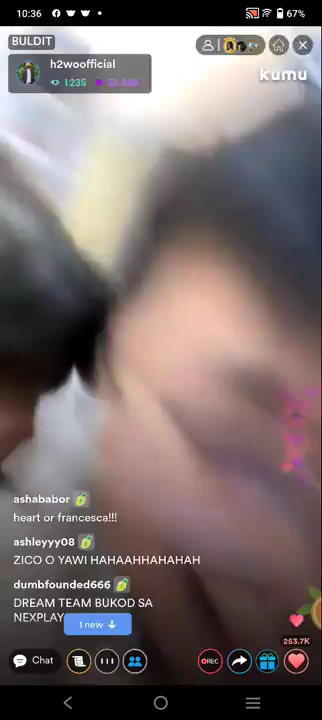 10:36
67%
BULDIT
h2woofficial
1235
kumu
ashababor
heart or francesca!!!
ashleyyy08
ZICO O YAWI HAHAAHHAHAHAH
dumbfounded666
DREAM TEAM BUKOD SA
NEXPLAY
1 new ↓
253.7K
Chat
REC